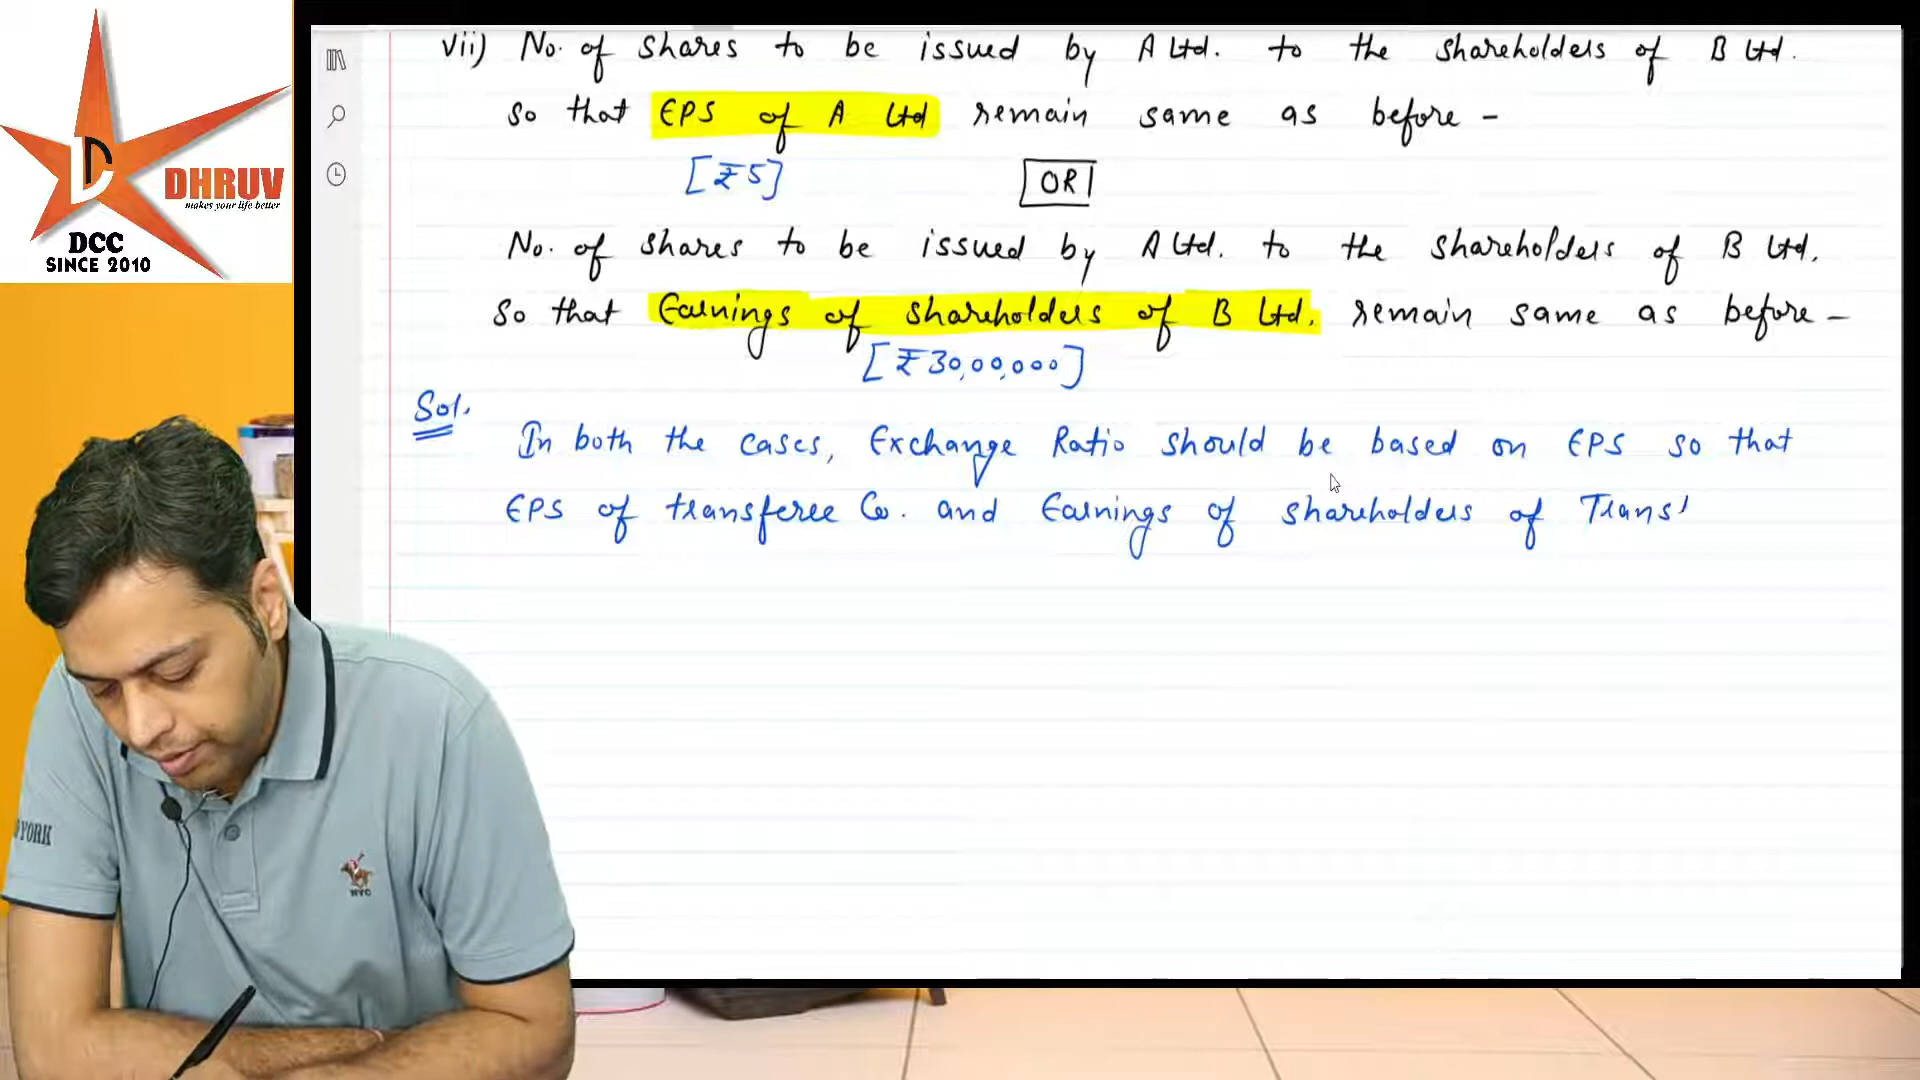 vii) No. of shares to be issued by A Ltd. to the shareholders of B Ltd.
so that EPS of A Ltd remain same as before -
[₹5]
OR
No. of shares to be issued by A Ltd. to the shareholders of B Ltd.
So that Earnings of shareholders of B Ltd. remain same as before -
[₹30,00,000]
Sol.
In both the cases, Exchange Ratio should be based on EPS so that
EPS of transferee Co. and Earnings of shareholders of Trans
D
DHRUV
makes your life better
DCC
SINCE 2010
YORK
NYC